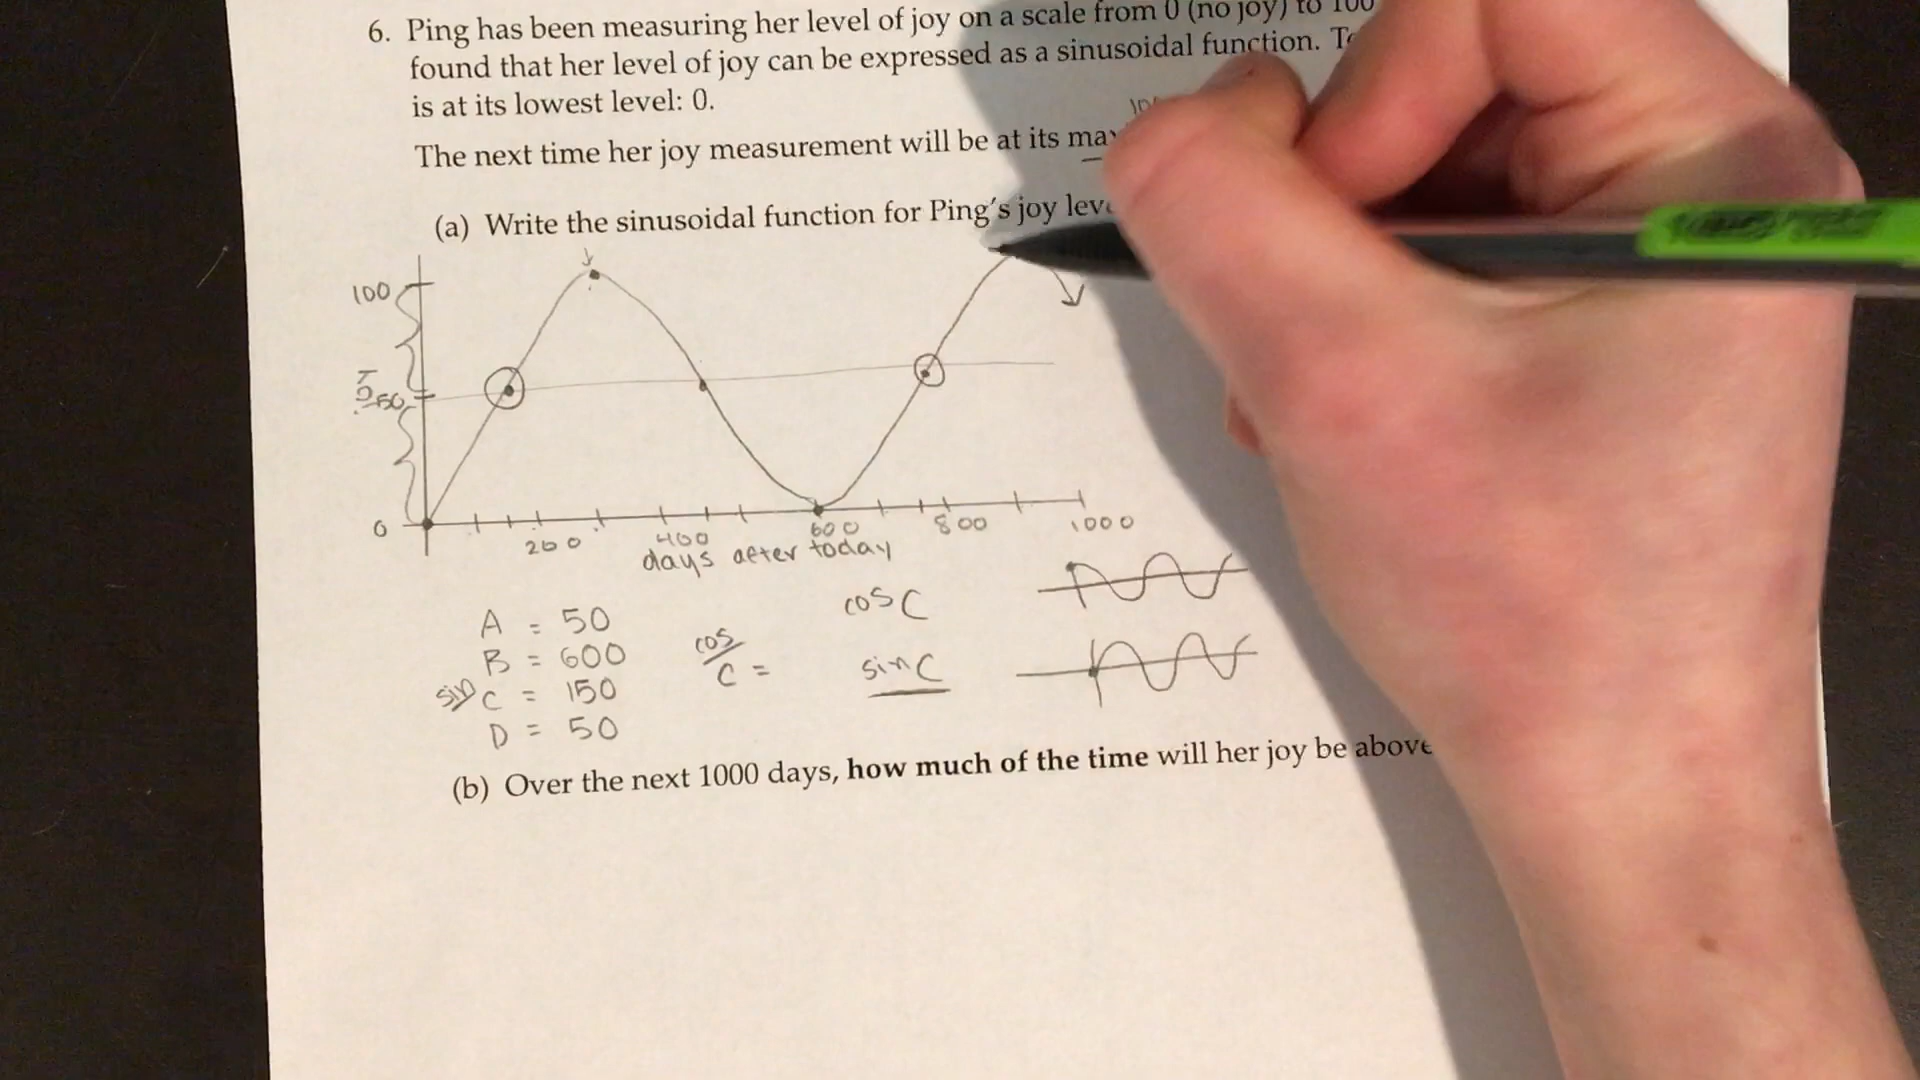 6. Ping has been measuring her level of joy on a scale from 0 (no joy) to 100
found that her level of joy can be expressed as a sinusoidal function.
is at its lowest level: 0.
The next time her joy measurement will be at its
(a) Write the sinusoidal function for Ping's joy
100
50
0
200
400
600
800
1000
days after today
A = 50
B = 600
sin C = 150
D = 50
cos
C =
cos C
sin C
(b) Over the next 1000 days, how much of the time will her joy be above